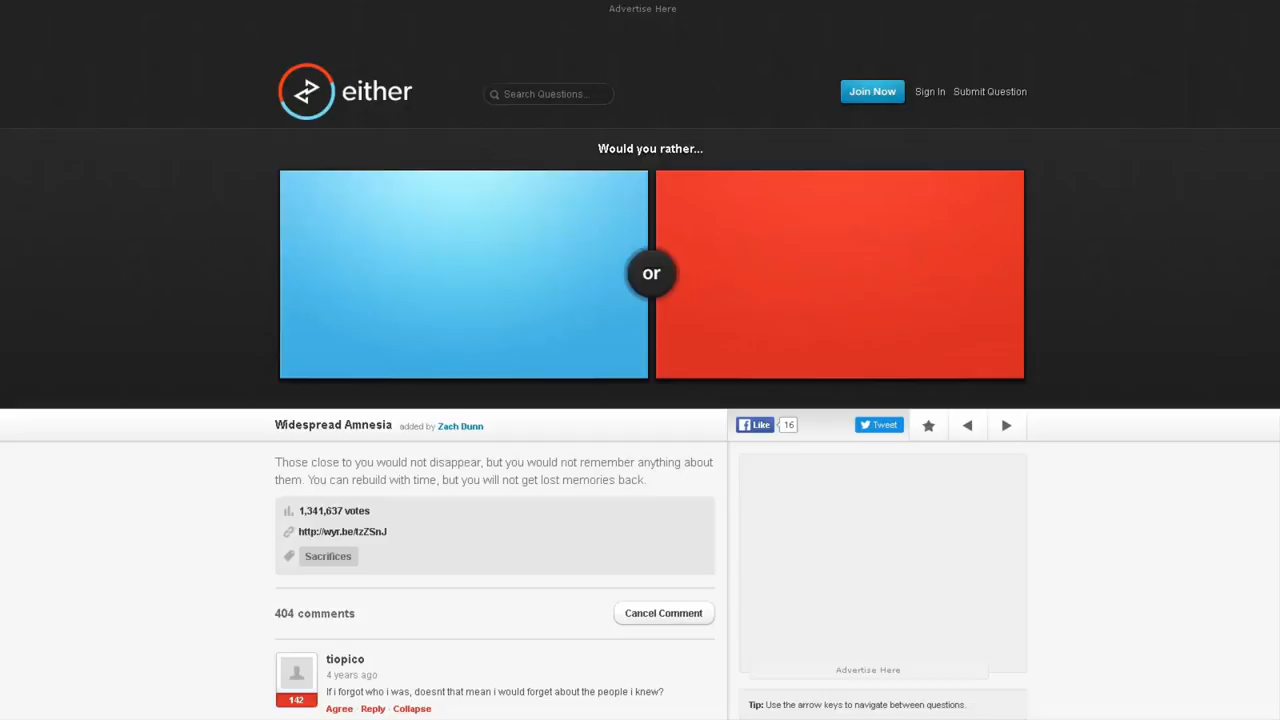 Advertise Here
either
Search Questions...
Join Now
Sign In
Submit Question
Would you rather...
or
Widespread Amnesia added by Zach Dunn
Like 16
Tweet
Those close to you would not disappear, but you would not remember anything about
them. You can rebuild with time, but you will not get lost memories back.
1,341,637 votes
http://wyr.be/tzZSnJ
Sacrifices
404 comments
Cancel Comment
tiopico
4 years ago
142
If i forgot who i was, doesnt that mean i would forget about the people i knew?
Agree · Reply · Collapse
Advertise Here
Tip: Use the arrow keys to navigate between questions.